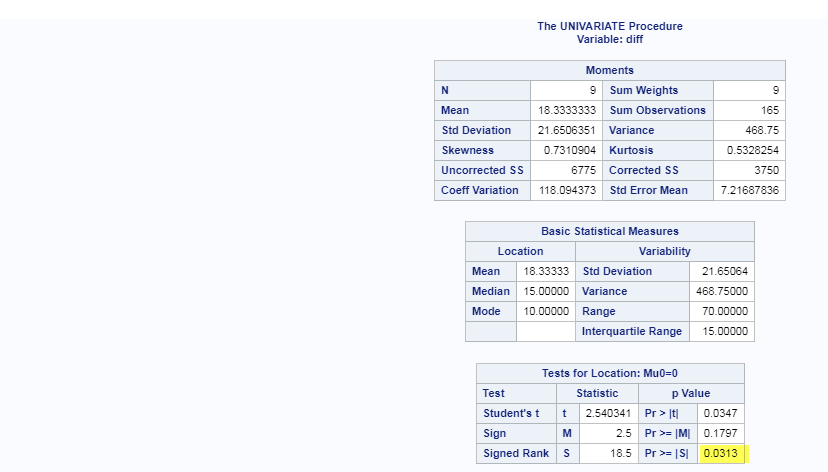 The UNIVARIATE Procedure
Variable: diff
Moments
N 9 Sum Weights 9
Mean 18.3333333 Sum Observations 165
Std Deviation 21.6506351 Variance 468.75
Skewness 0.7310904 Kurtosis 0.5328254
Uncorrected SS 6775 Corrected SS 3750
Coeff Variation 118.094373 Std Error Mean 7.21687836
Basic Statistical Measures
Location Variability
Mean 18.33333 Std Deviation 21.65064
Median 15.00000 Variance 468.75000
Mode 10.00000 Range 70.00000
Interquartile Range 15.00000
Tests for Location: Mu0=0
Test Statistic p Value
Student's t t 2.540341 Pr > |t| 0.0347
Sign M 2.5 Pr >= |M| 0.1797
Signed Rank S 18.5 Pr >= |S| 0.0313